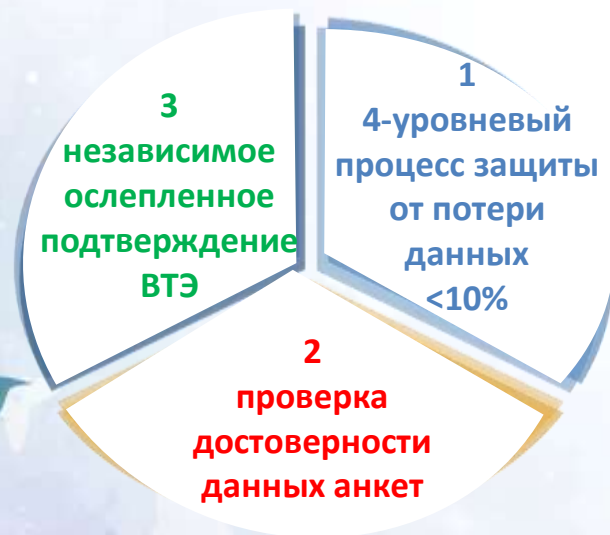 1
4-уровневый
процесс защиты
от потери
данных
<10%
2
проверка
достоверности
данных анкет
3
независимое
ослепленное
подтверждение
ВТЭ